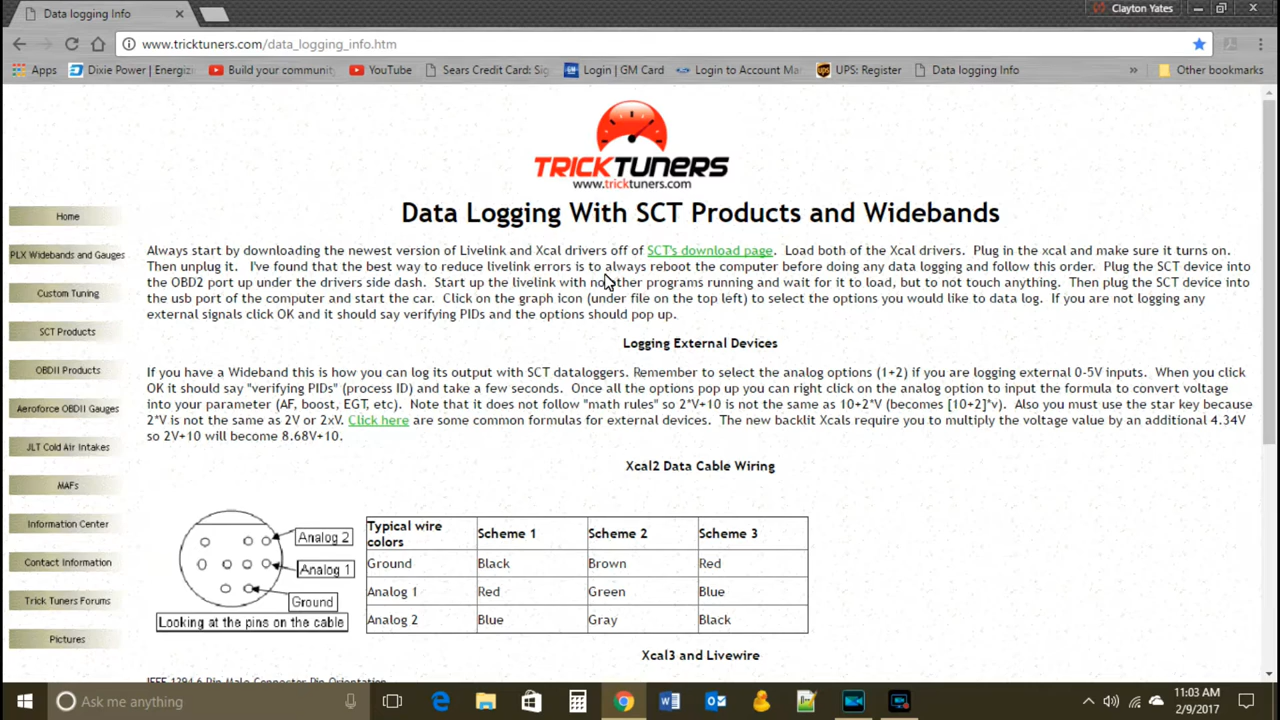 Data logging Info
Clayton Yates
www.tricktuners.com/data_logging_info.htm
Apps
Dixie Power | Energiz
Build your communit
YouTube
Sears Credit Card: Sig
Login | GM Card
Login to Account Ma
UPS: Register
Data logging Info
»
Other bookmarks
TRICKTUNERS
www.tricktuners.com
Data Logging With SCT Products and Widebands
Home
PLX Widebands and Gauges
Custom Tuning
SCT Products
OBDII Products
Aeroforce OBDII Gauges
JLT Cold Air Intakes
MAFs
Information Center
Contact Information
Trick Tuners Forums
Pictures
Always start by downloading the newest version of Livelink and Xcal drivers off of SCT's download page. Load both of the Xcal drivers. Plug in the xcal and make sure it turns on.
Then unplug it. I've found that the best way to reduce livelink errors is to always reboot the computer before doing any data logging and follow this order. Plug the SCT device into
the OBD2 port up under the drivers side dash. Start up the livelink with no other programs running and wait for it to load, but to not touch anything. Then plug the SCT device into
the usb port of the computer and start the car. Click on the graph icon (under file on the top left) to select the options you would like to data log. If you are not logging any
external signals click OK and it should say verifying PIDs and the options should pop up.
Logging External Devices
If you have a Wideband this is how you can log its output with SCT dataloggers. Remember to select the analog options (1+2) if you are logging external 0-5V inputs. When you click
OK it should say "verifying PIDs" (process ID) and take a few seconds. Once all the options pop up you can right click on the analog option to input the formula to convert voltage
into your parameter (AF, boost, EGT, etc). Note that it does not follow "math rules" so 2*V+10 is not the same as 10+2*V (becomes [10+2]*v). Also you must use the star key because
2*V is not the same as 2V or 2xV. Click here are some common formulas for external devices. The new backlit Xcals require you to multiply the voltage value by an additional 4.34V
so 2V+10 will become 8.68V+10.
Xcal2 Data Cable Wiring
Analog 2
Analog 1
Ground
Looking at the pins on the cable
Typical wire colors Scheme 1 Scheme 2 Scheme 3
Ground Black Brown Red
Analog 1 Red Green Blue
Analog 2 Blue Gray Black
Xcal3 and Livewire
IEEE 1394 6 Pin Male Connector Pin Orientation
Ask me anything
11:03 AM
2/9/2017